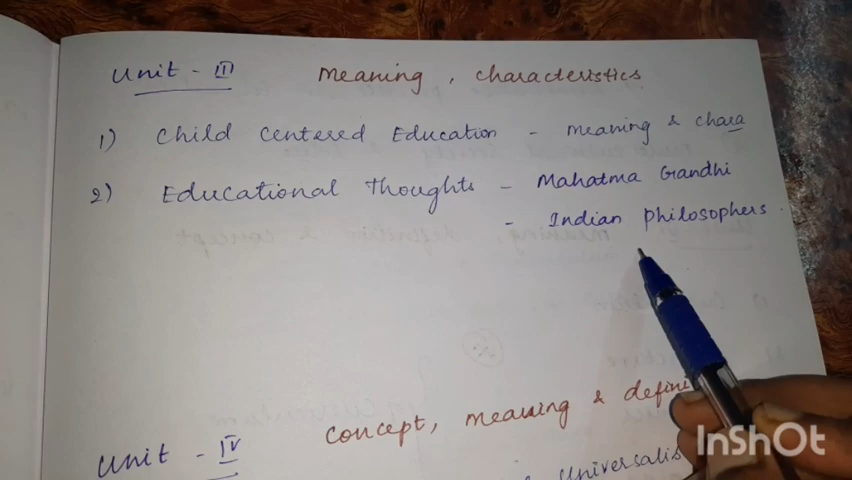 Unit - III meaning, characteristics
1) Child Centered Education - meaning & chara
2) Educational Thoughts - Mahatma Gandhi
- Indian philosophers
concept, meaning & defini
Unit - IV
Universalis
InShOt